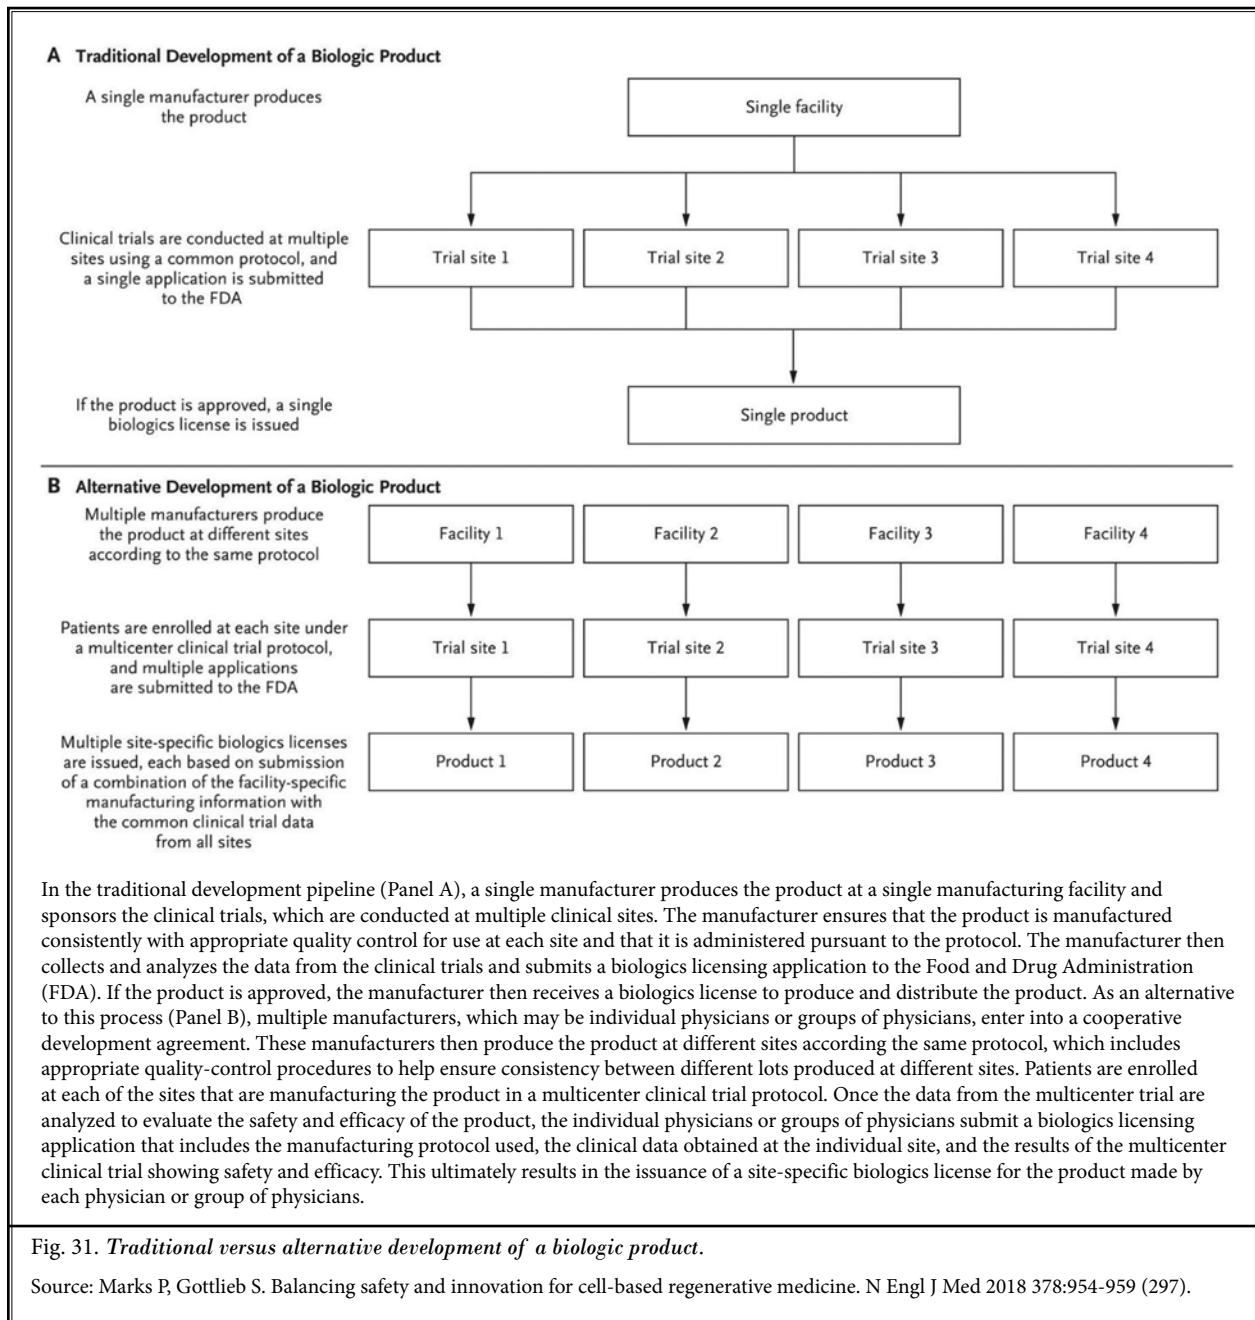 A Traditional Development of a Biologic Product
A single manufacturer produces
the product
Single facility
Clinical trials are conducted at multiple
sites using a common protocol, and
a single application is submitted
to the FDA
Trial site 1
Trial site 2
Trial site 3
Trial site 4
If the product is approved, a single
biologics license is issued
Single product
B Alternative Development of a Biologic Product
Multiple manufacturers produce
the product at different sites
according to the same protocol
Facility 1
Facility 2
Facility 3
Facility 4
Patients are enrolled at each site under
a multicenter clinical trial protocol,
and multiple applications
are submitted to the FDA
Trial site 1
Trial site 2
Trial site 3
Trial site 4
Multiple site-specific biologics licenses
are issued, each based on submission
of a combination of the facility-specific
manufacturing information with
the common clinical trial data
from all sites
Product 1
Product 2
Product 3
Product 4
In the traditional development pipeline (Panel A), a single manufacturer produces the product at a single manufacturing facility and
sponsors the clinical trials, which are conducted at multiple clinical sites. The manufacturer ensures that the product is manufactured
consistently with appropriate quality control for use at each site and that it is administered pursuant to the protocol. The manufacturer then
collects and analyzes the data from the clinical trials and submits a biologics licensing application to the Food and Drug Administration
(FDA). If the product is approved, the manufacturer then receives a biologics license to produce and distribute the product. As an alternative
to this process (Panel B), multiple manufacturers, which may be individual physicians or groups of physicians, enter into a cooperative
development agreement. These manufacturers then produce the product at different sites according the same protocol, which includes
appropriate quality-control procedures to help ensure consistency between different lots produced at different sites. Patients are enrolled
at each of the sites that are manufacturing the product in a multicenter clinical trial protocol. Once the data from the multicenter trial are
analyzed to evaluate the safety and efficacy of the product, the individual physicians or groups of physicians submit a biologics licensing
application that includes the manufacturing protocol used, the clinical data obtained at the individual site, and the results of the multicenter
clinical trial showing safety and efficacy. This ultimately results in the issuance of a site-specific biologics license for the product made by
each physician or group of physicians.
Fig. 31. Traditional versus alternative development of a biologic product.
Source: Marks P, Gottlieb S. Balancing safety and innovation for cell-based regenerative medicine. N Engl J Med 2018 378:954-959 (297).